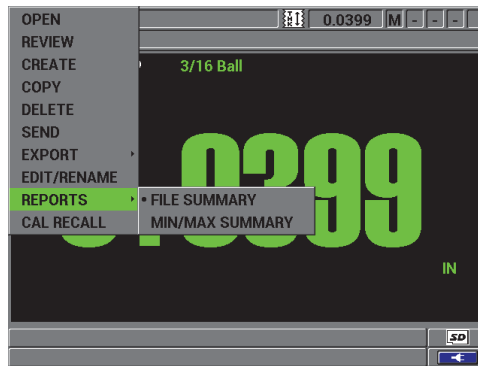 OPEN
REVIEW
CREATE
COPY
DELETE
SEND
EXPORT
EDIT/RENAME
REPORTS
CAL RECALL
• FILE SUMMARY
MIN/MAX SUMMARY
0.0399 M - - -
3/16 Ball
IN
SD